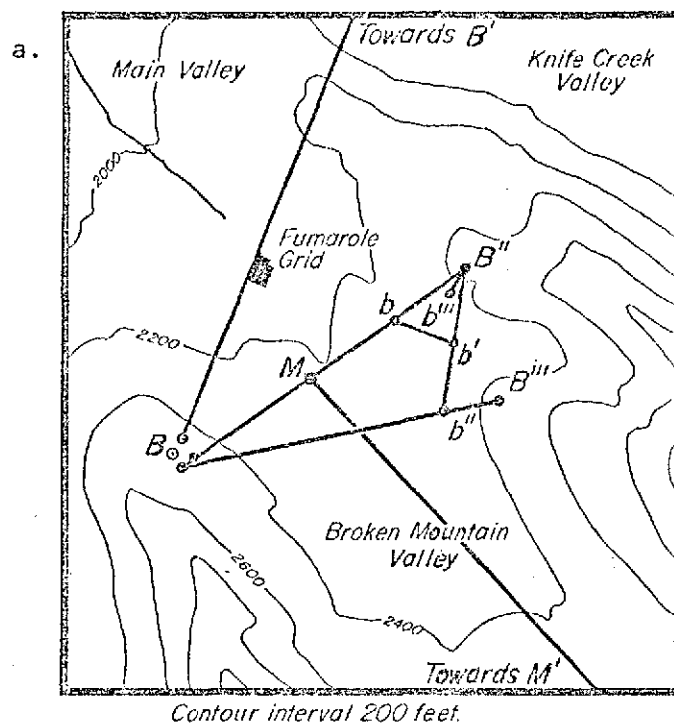 a.
Towards B'
Main Valley
Knife Creek
Valley
2000
Fumarole
Grid
B"
b
b'''
b'
2200
M
B'''
b"
B
Broken Mountain
Valley
2600
2400
Towards M'
Contour interval 200 feet.